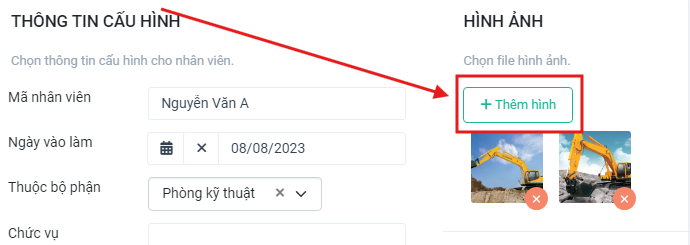 THÔNG TIN CẤU HÌNH
Chọn thông tin cấu hình cho nhân viên.
Mã nhân viên
Nguyễn Văn A
Ngày vào làm
08/08/2023
Thuộc bộ phận
Phòng kỹ thuật
Chức vụ
HÌNH ẢNH
Chọn file hình ảnh.
+ Thêm hình